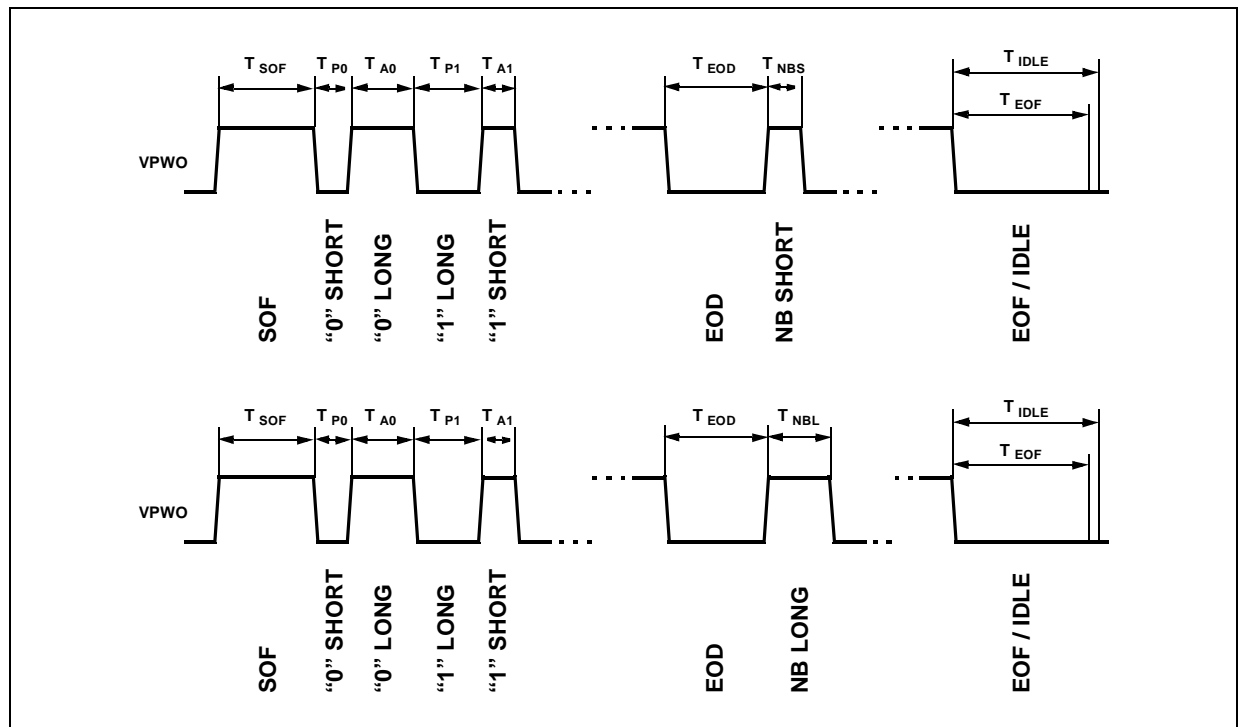 T SOF T P0 T A0 T P1 T A1 T EOD T NBS T IDLE
T EOF
VPWO
SOF
“0” SHORT
“0” LONG
“1” LONG
“1” SHORT
EOD
NB SHORT
EOF / IDLE
T SOF T P0 T A0 T P1 T A1 T EOD T NBL T IDLE
T EOF
VPWO
SOF
“0” SHORT
“0” LONG
“1” LONG
“1” SHORT
EOD
NB LONG
EOF / IDLE